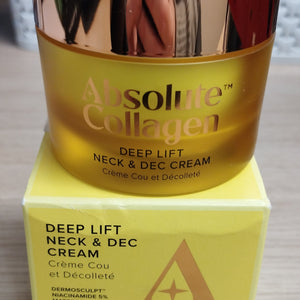 Absolute™
Collagen
DEEP LIFT
NECK & DEC CREAM
Crème Cou et Décolleté
DEEP LIFT
NECK & DEC
CREAM
Crème Cou
et Décolleté
DERMOSCULPT™
NIACINAMIDE 5%